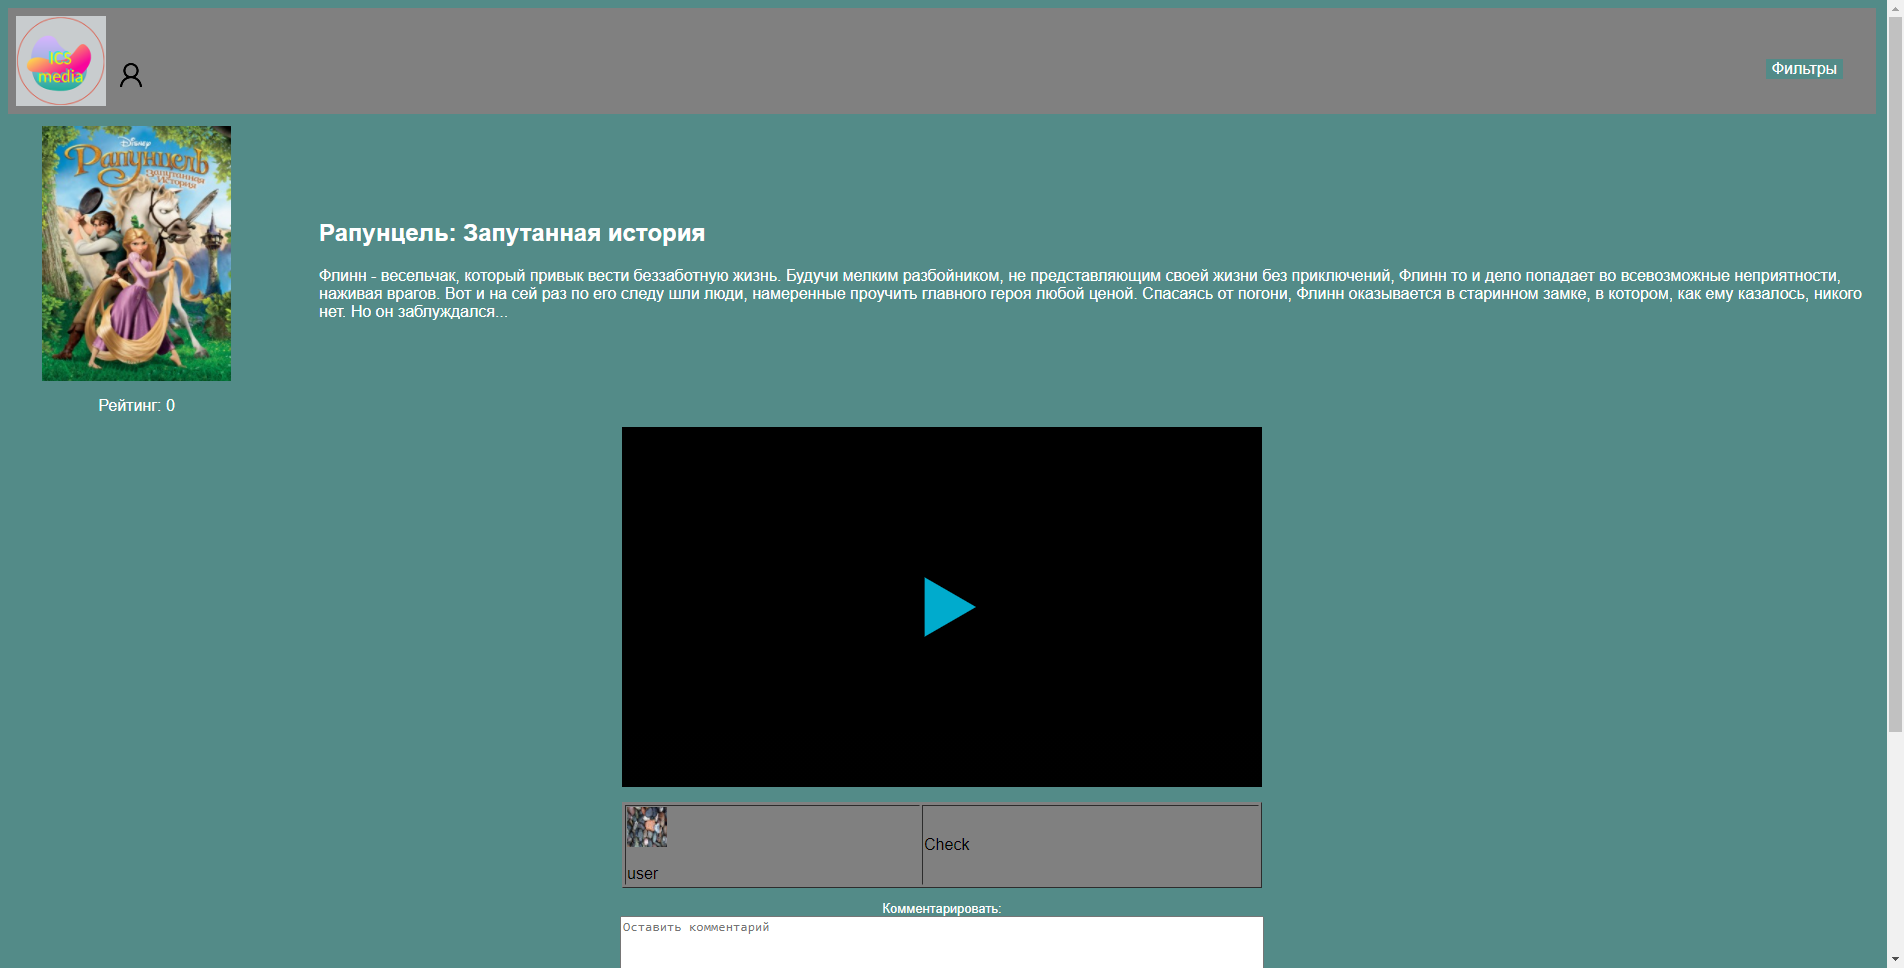 ICS
media
Фильтры
Disney
Рапунцель
Запутанная
История
Рапунцель: Запутанная история
Флинн - весельчак, который привык вести беззаботную жизнь. Будучи мелким разбойником, не представляющим своей жизни без приключений, Флинн то и дело попадает во всевозможные неприятности,
наживая врагов. Вот и на сей раз по его следу шли люди, намеренные проучить главного героя любой ценой. Спасаясь от погони, Флинн оказывается в старинном замке, в котором, как ему казалось, никого
нет. Но он заблуждался...
Рейтинг: 0
Check
user
Комментировать:
Оставить комментарий